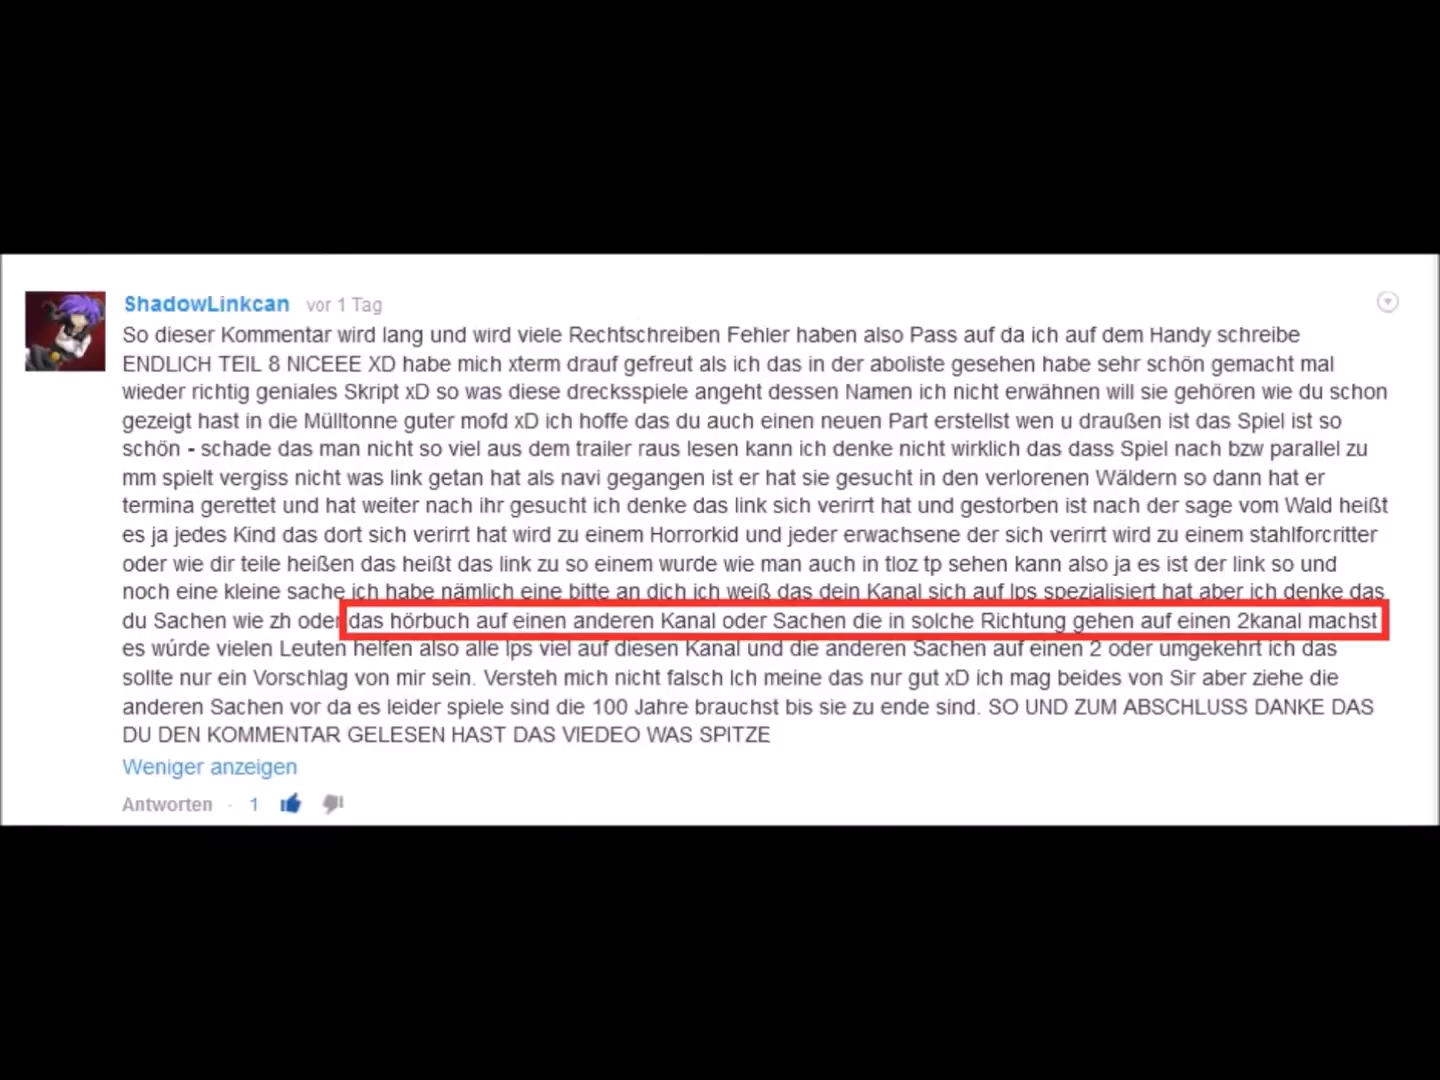 ShadowLinkcan vor 1 Tag
So dieser Kommentar wird lang und wird viele Rechtschreiben Fehler haben also Pass auf da ich auf dem Handy schreibe
ENDLICH TEIL 8 NICEEE XD habe mich xterm drauf gefreut als ich das in der aboliste gesehen habe sehr schön gemacht mal
wieder richtig geniales Skript xD so was diese drecksspiele angeht dessen Namen ich nicht erwähnen will sie gehören wie du schon
gezeigt hast in die Mülltonne guter mofd xD ich hoffe das du auch einen neuen Part erstellst wen u draußen ist das Spiel ist so
schön - schade das man nicht so viel aus dem trailer raus lesen kann ich denke nicht wirklich das dass Spiel nach bzw parallel zu
mm spielt vergiss nicht was link getan hat als navi gegangen ist er hat sie gesucht in den verlorenen Wäldern so dann hat er
termina gerettet und hat weiter nach ihr gesucht ich denke das link sich verirrt hat und gestorben ist nach der sage vom Wald heißt
es ja jedes Kind das dort sich verirrt hat wird zu einem Horrorkid und jeder erwachsene der sich verirrt wird zu einem stahlforcritter
oder wie dir teile heißen das heißt das link zu so einem wurde wie man auch in tloz tp sehen kann also ja es ist der link so und
noch eine kleine sache ich habe nämlich eine bitte an dich ich weiß das dein Kanal sich auf lps spezialisiert hat aber ich denke das
du Sachen wie zh oder das hörbuch auf einen anderen Kanal oder Sachen die in solche Richtung gehen auf einen 2kanal machst
es würde vielen Leuten helfen also alle lps viel auf diesen Kanal und die anderen Sachen auf einen 2 oder umgekehrt ich das
sollte nur ein Vorschlag von mir sein. Versteh mich nicht falsch Ich meine das nur gut xD ich mag beides von Sir aber ziehe die
anderen Sachen vor da es leider spiele sind die 100 Jahre brauchst bis sie zu ende sind. SO UND ZUM ABSCHLUSS DANKE DAS
DU DEN KOMMENTAR GELESEN HAST DAS VIEDEO WAS SPITZE
Weniger anzeigen
Antworten · 1